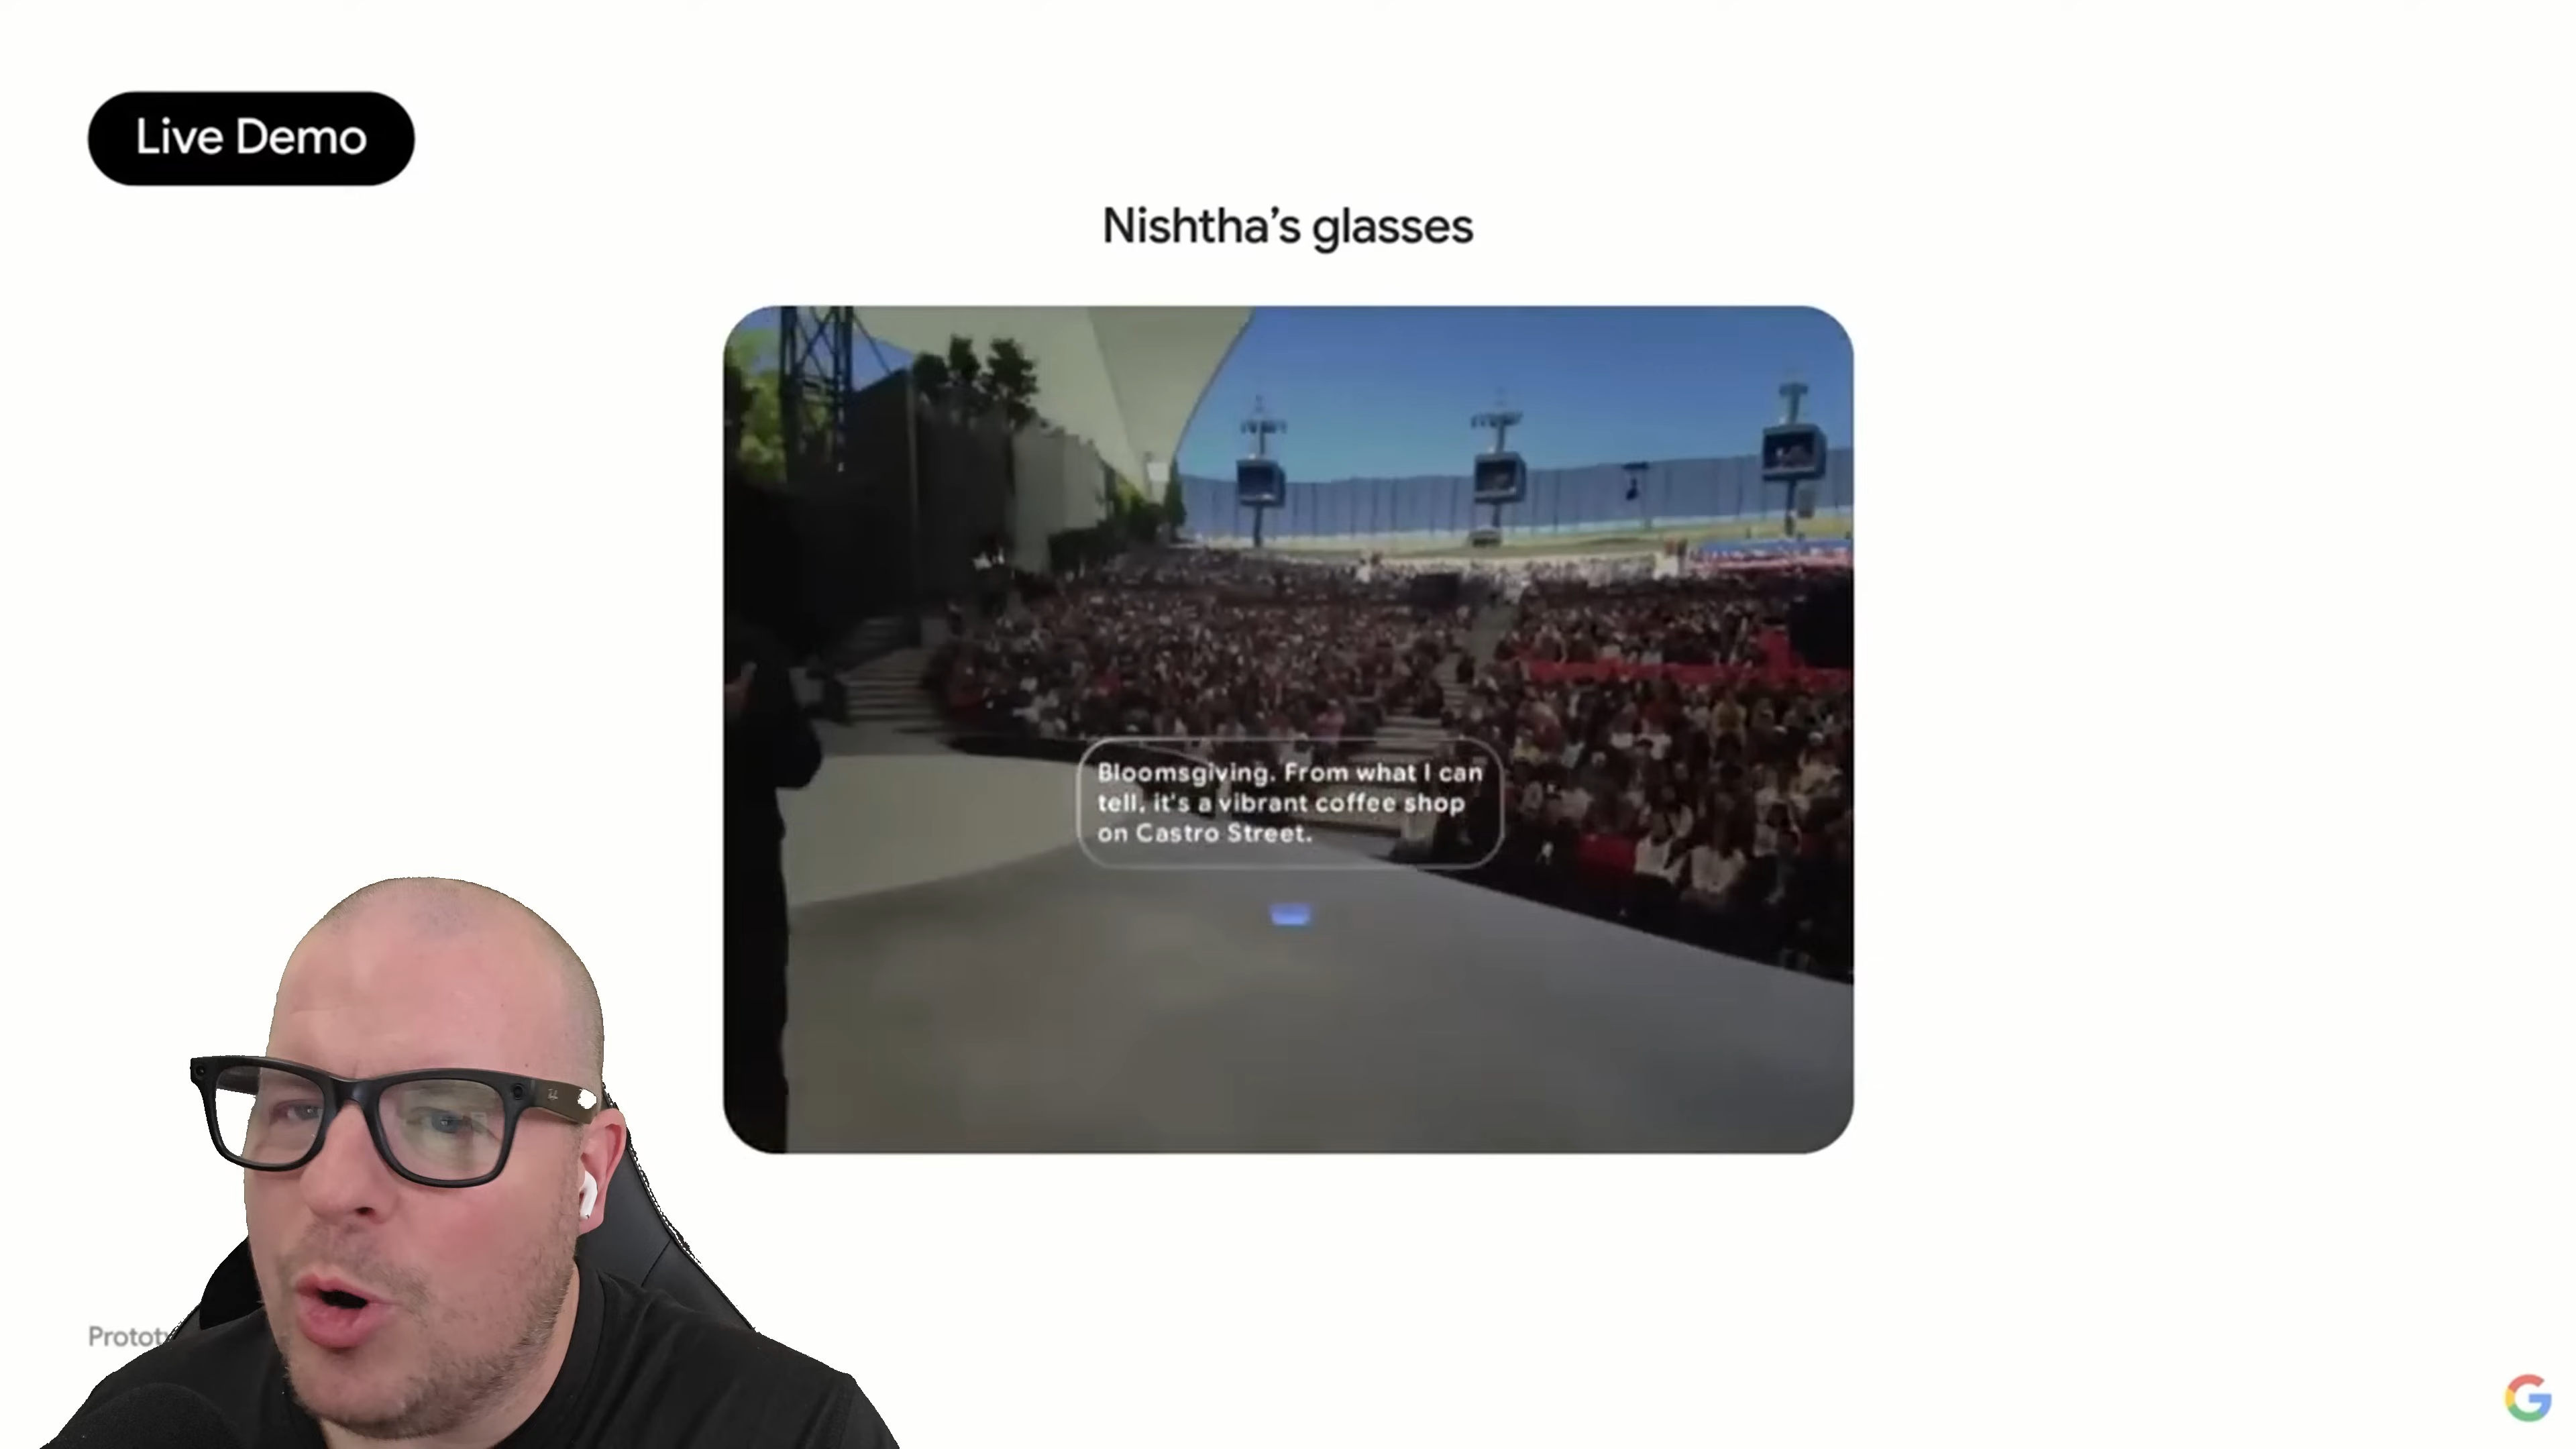 Live Demo
Nishtha's glasses
Bloomsgiving. From what I can
tell, it's a vibrant coffee shop
on Castro Street.